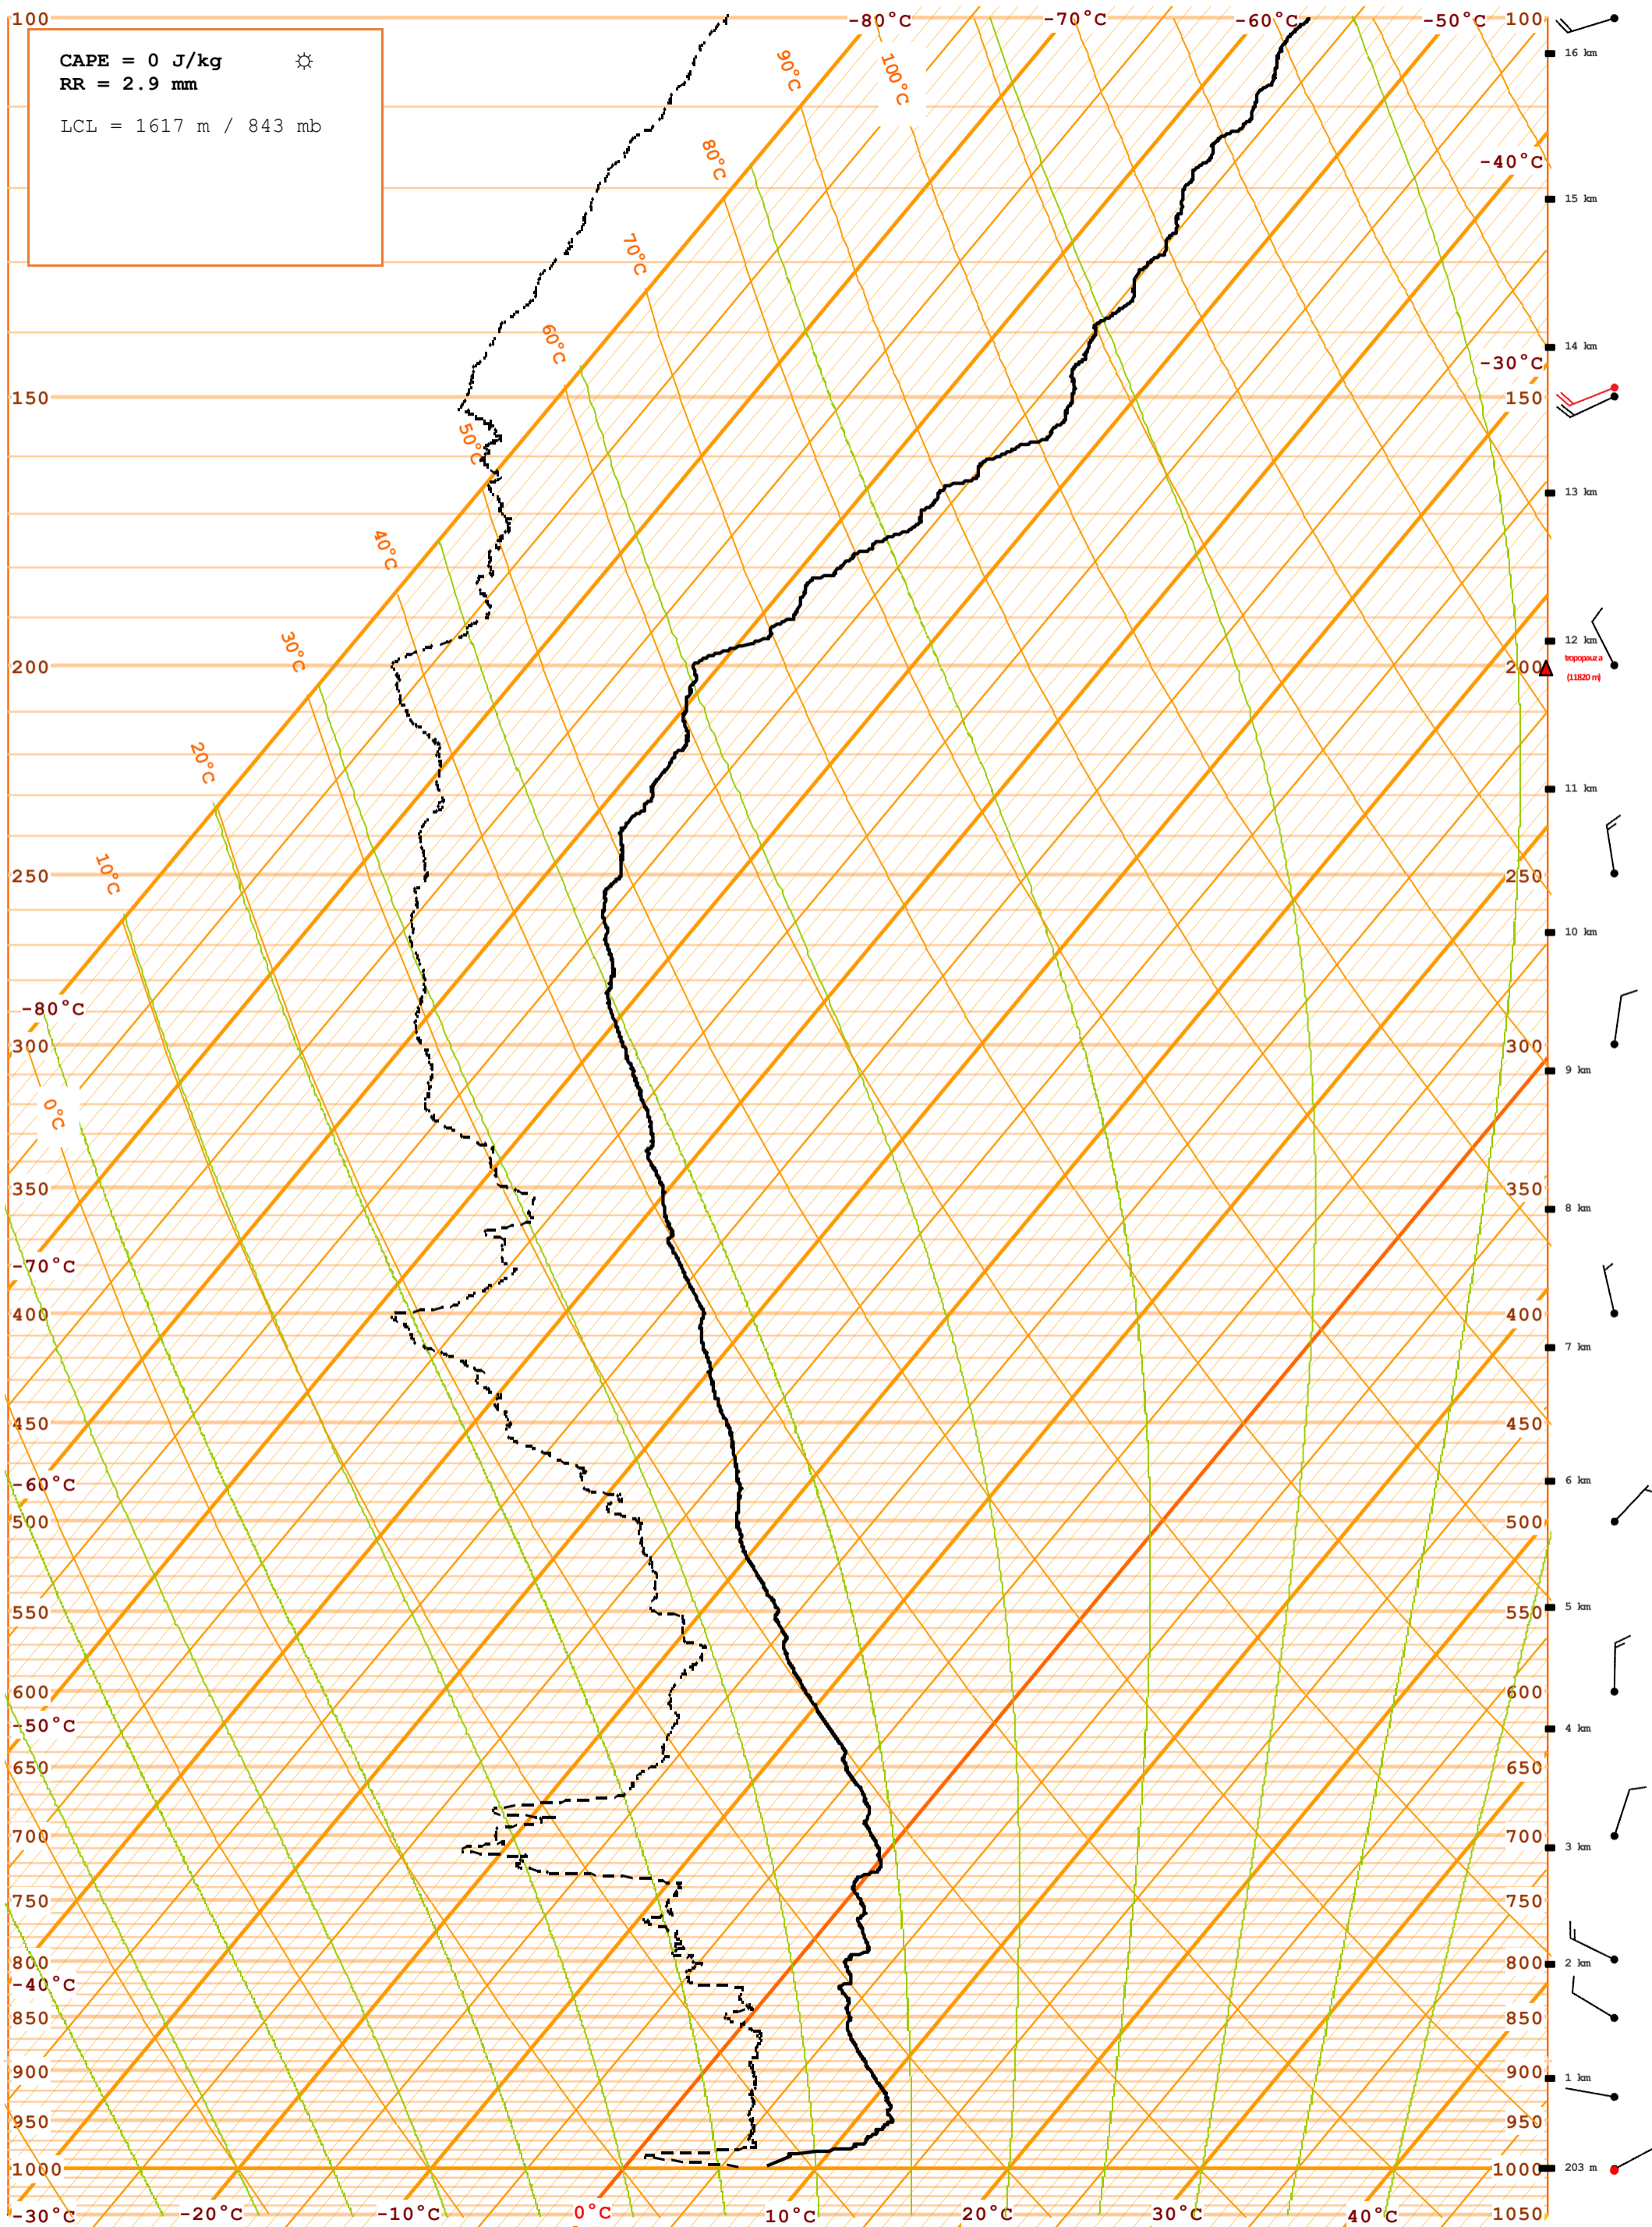 100
-80°C
-70°C
-60°C
-50°C
100
CAPE = 0 J/kg ☼
RR = 2.9 mm
LCL = 1617 m / 843 mb
16 km
90°C
100°C
80°C
-40°C
15 km
70°C
60°C
14 km
-30°C
150
50°C
150
13 km
40°C
30°C
12 km
200
200
tropopauza
(11820 m)
20°C
11 km
10°C
250
250
10 km
-80°C
300
300
9 km
0°C
350
350
8 km
-70°C
400
400
7 km
450
450
-60°C
6 km
500
500
550
550
5 km
600
600
-50°C
4 km
650
650
700
700
3 km
750
750
800
800
2 km
-40°C
850
850
900
900
1 km
950
950
1000
1000
203 m
-30°C
-20°C
-10°C
0°C
10°C
20°C
30°C
40°C
1050